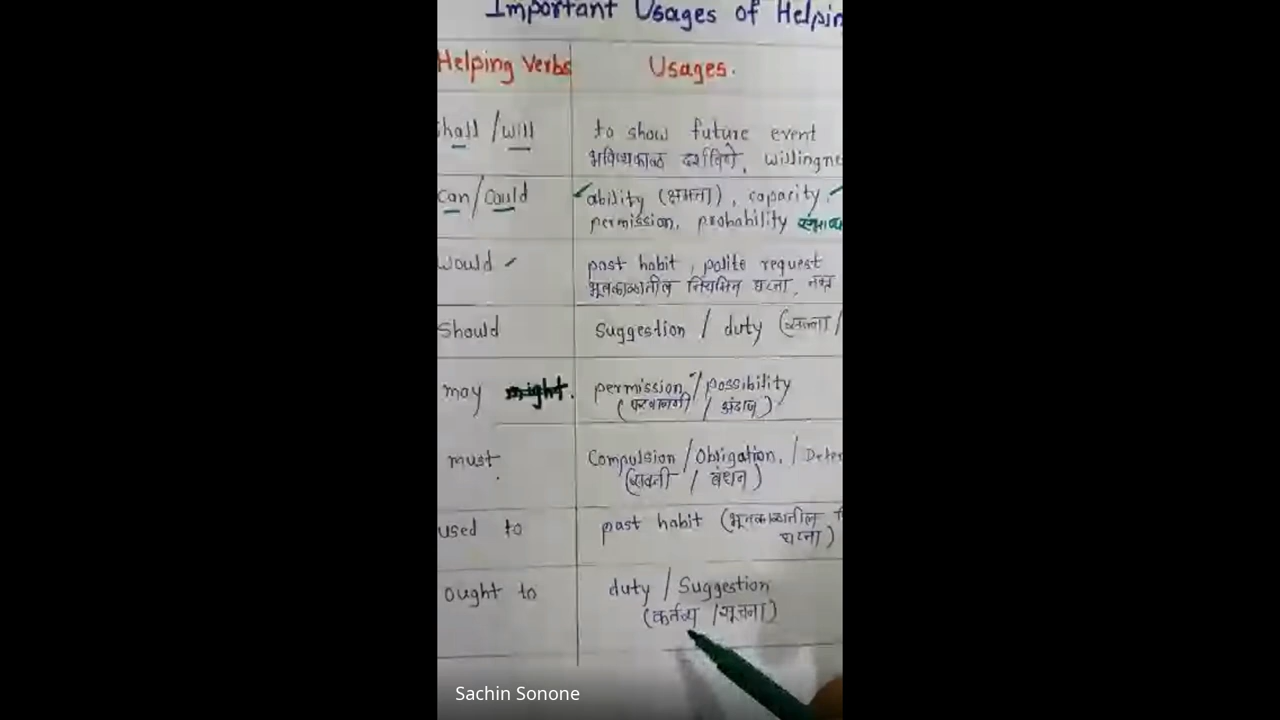 Important Usages of Helpin
Helping Verbs Usages.
hall / will to show future event
भविष्यकाळ दर्शविणे, willingne
can/could ability (क्षमता), capacity,
permission, probability
would past habit, polite request
भूतकाळातील नियमित घटना, नम्र
Should Suggestion / duty (सूचना /
may might. permission / possibility
(परवानगी / अंदाज)
must Compulsion / Obligation. / Deter
(सक्ती / बंधन)
used to past habit (भूतकाळातील
घटना)
ought to duty / Suggestion
(कर्तव्य / सूचना)
Sachin Sonone